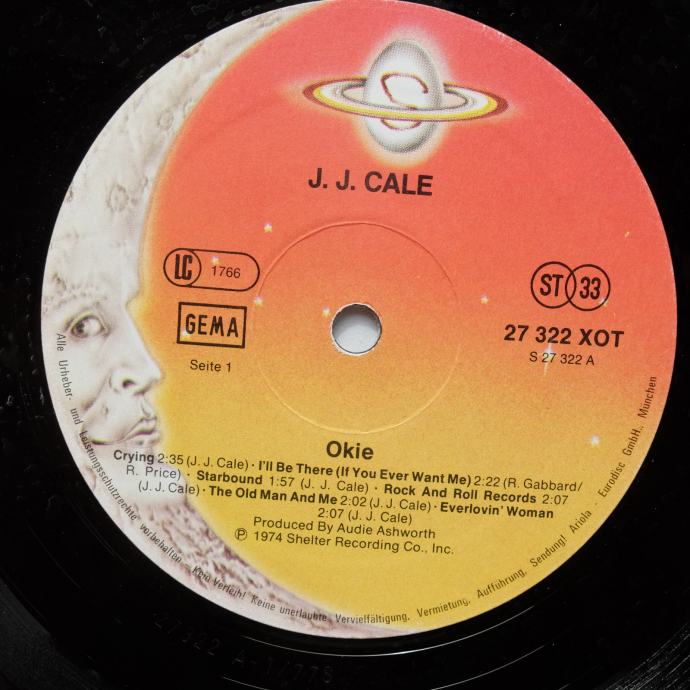 J. J. CALE
LC 1766
GEMA
Seite 1
ST 33
27 322 XOT
S 27 322 A
Okie
Crying 2:35 (J. J. Cale) · I'll Be There (If You Ever Want Me) 2:22 (R. Gabbard/
R. Price) · Starbound 1:57 (J. J. Cale) · Rock And Roll Records 2:07
(J. J. Cale) · The Old Man And Me 2:02 (J. J. Cale) · Everlovin' Woman
2:07 (J. J. Cale)
Produced By Audie Ashworth
℗ 1974 Shelter Recording Co., Inc.
Alle Urheber- und Leistungsschutzrechte vorbehalten – Kein Verleih! Keine unerlaubte Vervielfältigung, Vermietung, Aufführung, Sendung! Ariola - Eurodisc GmbH., München